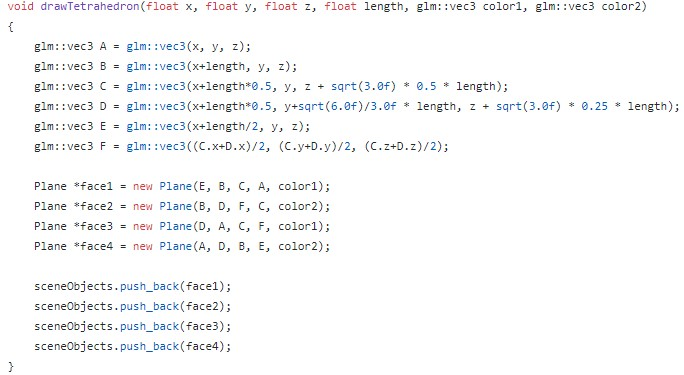 void drawTetrahedron(float x, float y, float z, float length, glm::vec3 color1, glm::vec3 color2)
{
    glm::vec3 A = glm::vec3(x, y, z);
    glm::vec3 B = glm::vec3(x+length, y, z);
    glm::vec3 C = glm::vec3(x+length*0.5, y, z + sqrt(3.0f) * 0.5 * length);
    glm::vec3 D = glm::vec3(x+length*0.5, y+sqrt(6.0f)/3.0f * length, z + sqrt(3.0f) * 0.25 * length);
    glm::vec3 E = glm::vec3(x+length/2, y, z);
    glm::vec3 F = glm::vec3((C.x+D.x)/2, (C.y+D.y)/2, (C.z+D.z)/2);

    Plane *face1 = new Plane(E, B, C, A, color1);
    Plane *face2 = new Plane(B, D, F, C, color2);
    Plane *face3 = new Plane(D, A, C, F, color1);
    Plane *face4 = new Plane(A, D, B, E, color2);

    sceneObjects.push_back(face1);
    sceneObjects.push_back(face2);
    sceneObjects.push_back(face3);
    sceneObjects.push_back(face4);
}